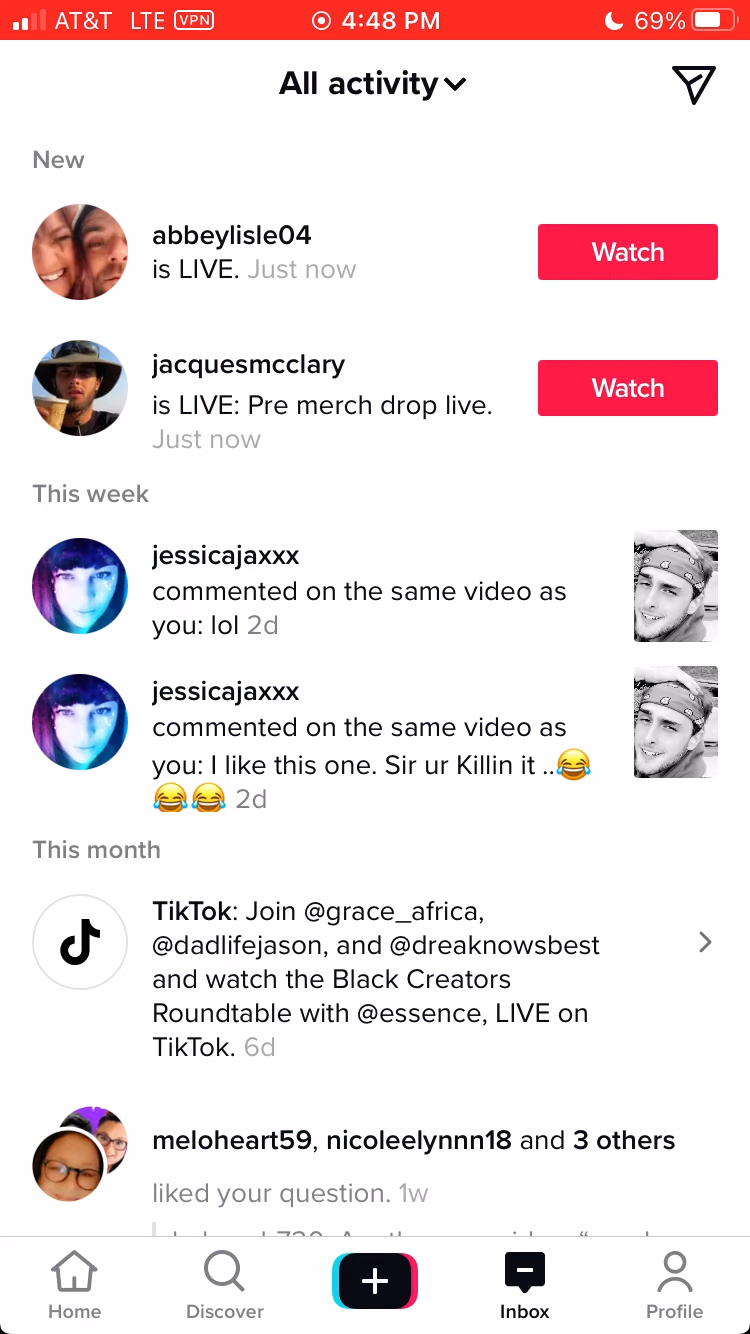 AT&T LTE VPN 4:48 PM 69%
All activity
New
abbeylisle04
is LIVE. Just now
Watch
jacquesmcclary
is LIVE: Pre merch drop live.
Just now
Watch
This week
jessicajaxxx
commented on the same video as
you: lol 2d
jessicajaxxx
commented on the same video as
you: I like this one. Sir ur Killin it ..😂
😂😂 2d
This month
TikTok: Join @grace_africa,
@dadlifejason, and @dreaknowsbest
and watch the Black Creators
Roundtable with @essence, LIVE on
TikTok. 6d
meloheart59, nicoleelynnn18 and 3 others
liked your question. 1w
Home Discover Inbox Profile